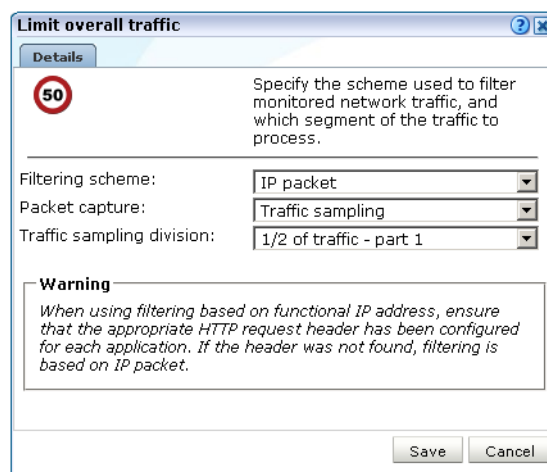 Limit overall traffic
Details
50
Specify the scheme used to filter
monitored network traffic, and
which segment of the traffic to
process.
Filtering scheme: IP packet
Packet capture: Traffic sampling
Traffic sampling division: 1/2 of traffic - part 1
Warning
When using filtering based on functional IP address, ensure
that the appropriate HTTP request header has been configured
for each application. If the header was not found, filtering is
based on IP packet.
Save Cancel